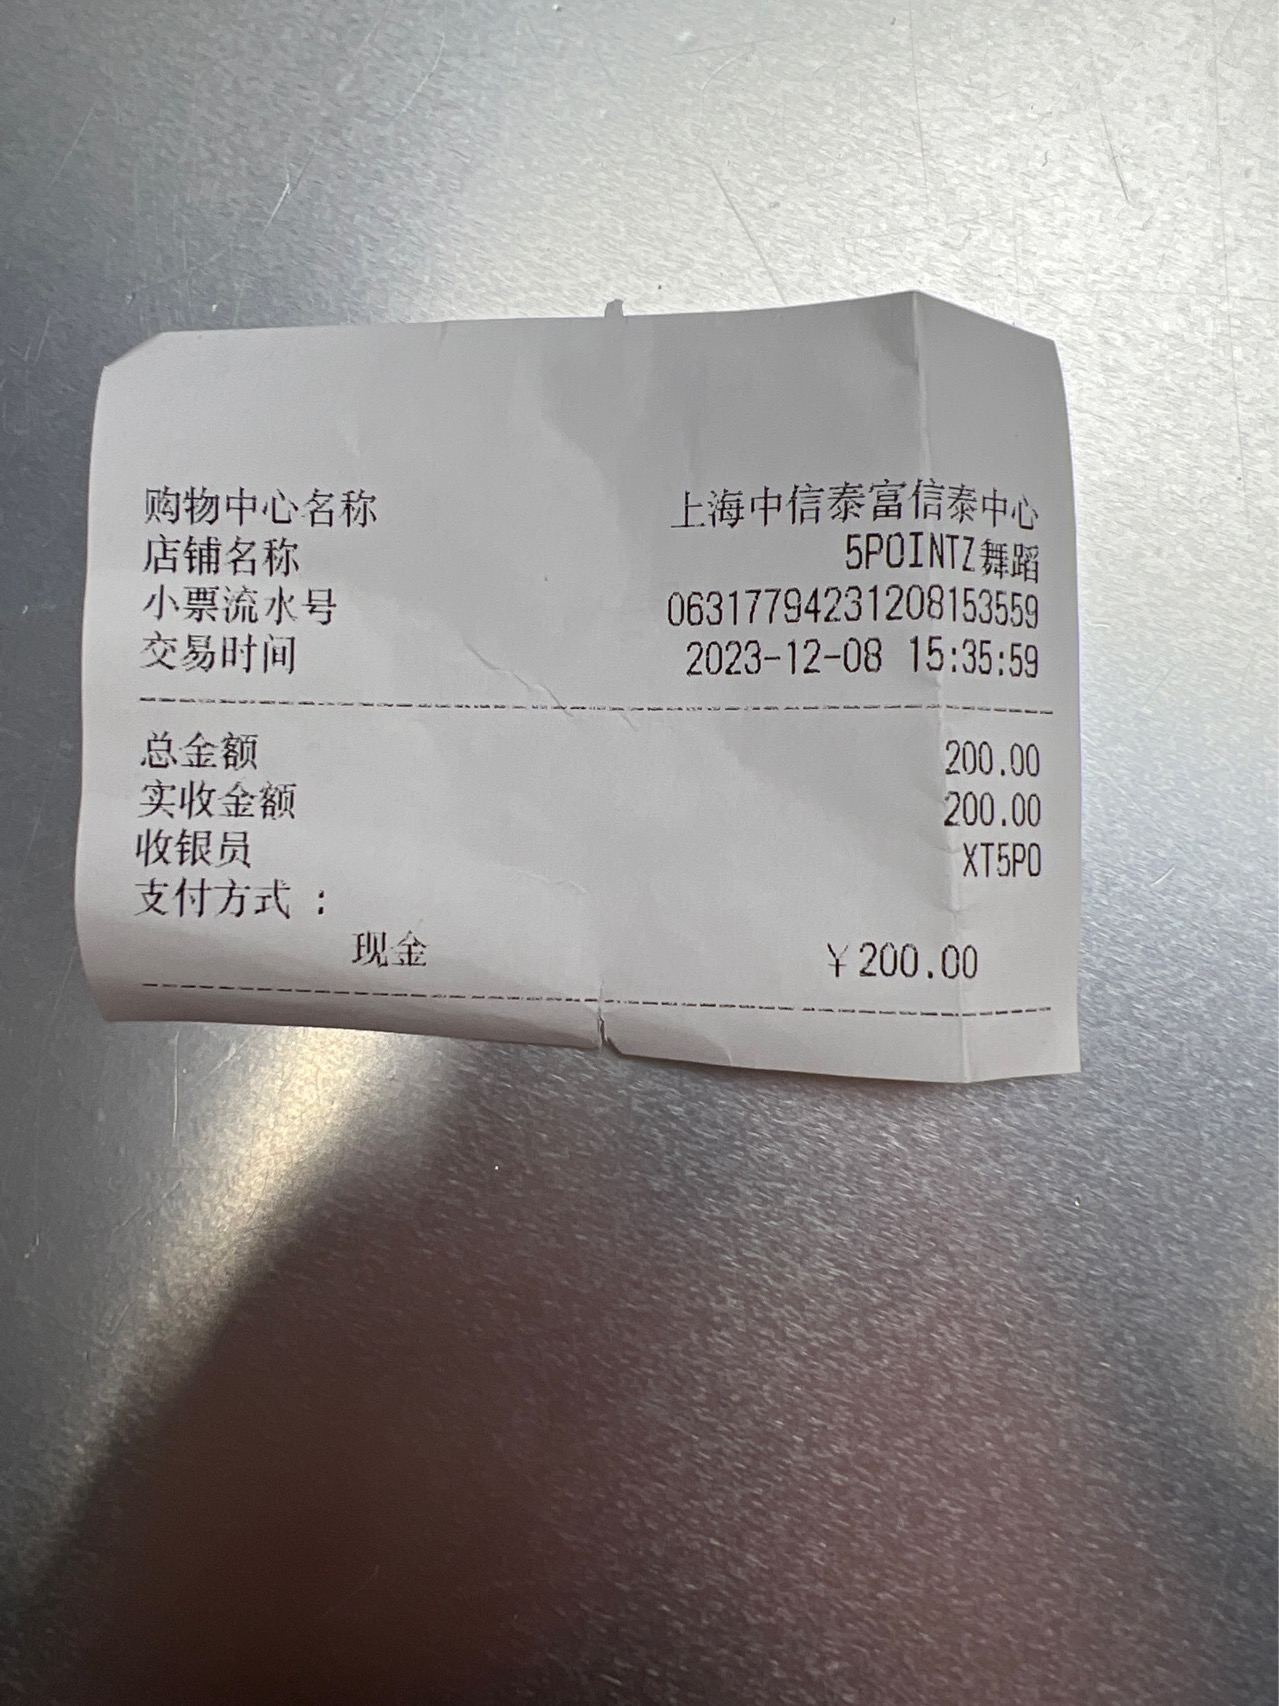 购物中心名称 上海中信泰富信泰中心
店铺名称 5POINTZ舞蹈
小票流水号 06317794231208153559
交易时间 2023-12-08 15:35:59
总金额 200.00
实收金额 200.00
收银员 XT5PO
支付方式：
现金 ￥200.00